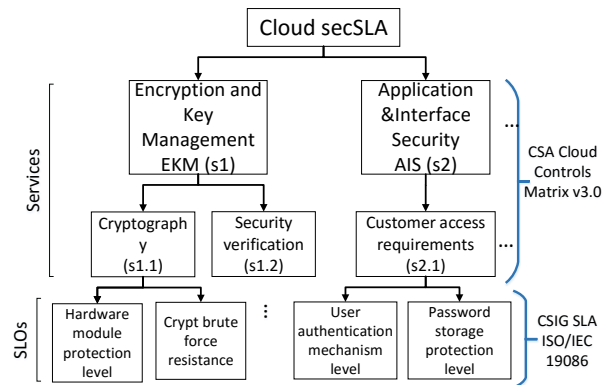 Cloud secSLA
Encryption and
Key
Management
EKM (s1)
Application
&Interface
Security
AIS (s2)
...
CSA Cloud
Controls
Matrix v3.0
Services
Cryptograph
y
(s1.1)
Security
verification
(s1.2)
Customer access
requirements
(s2.1)
...
SLOs
Hardware
module
protection
level
Crypt brute
force
resistance
...
User
authentication
mechanism level
Password
storage
protection
level
CSIG SLA
ISO/IEC
19086